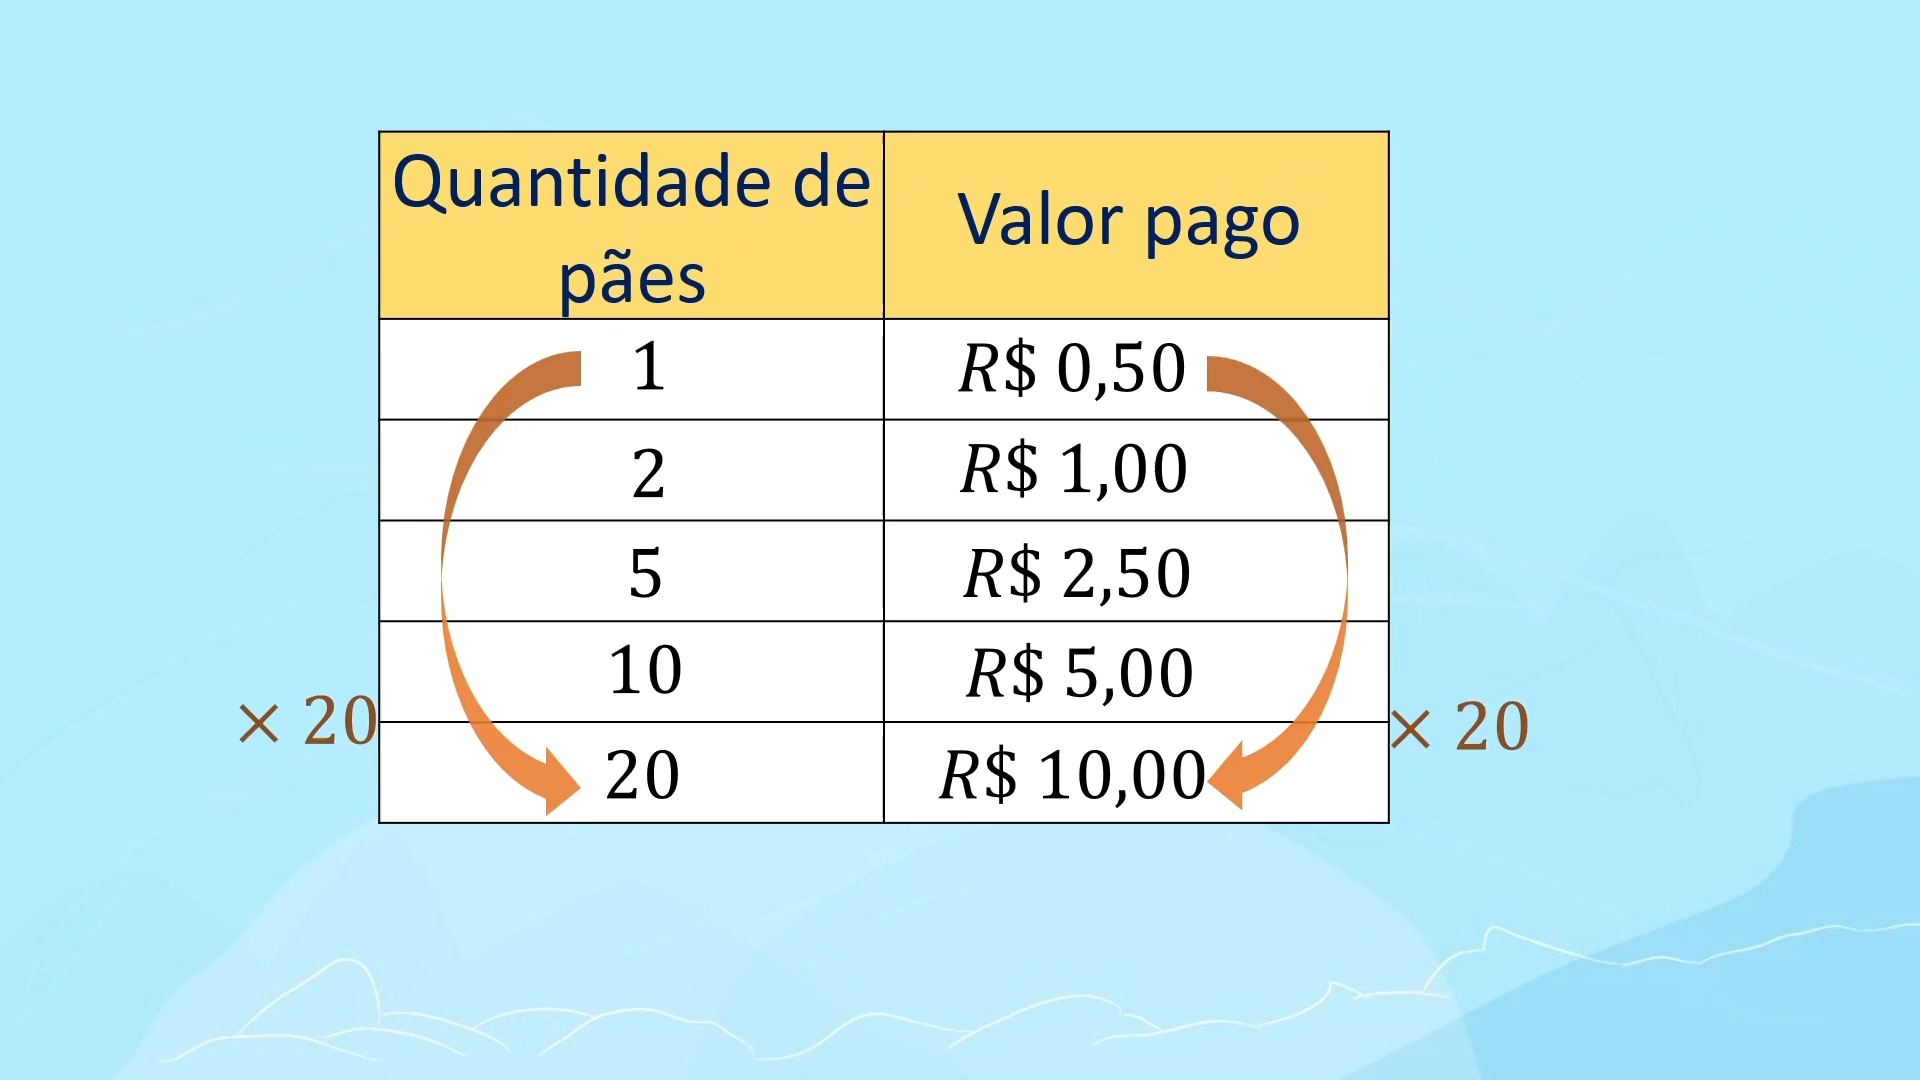 Quantidade de
pães
Valor pago
1
R$ 0,50
2
R$ 1,00
5
R$ 2,50
10
R$ 5,00
× 20
20
R$ 10,00
× 20